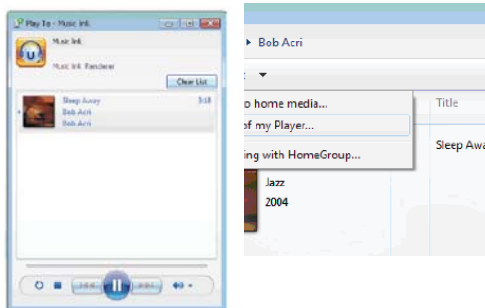 Play To - Music Ink
Music Ink
Music Ink Renderer
Clear List
Sleep Away 3:18
Bob Acri
Bob Acri
Bob Acri
o home media...
of my Player...
ing with HomeGroup...
Title
Sleep Awa
Jazz
2004